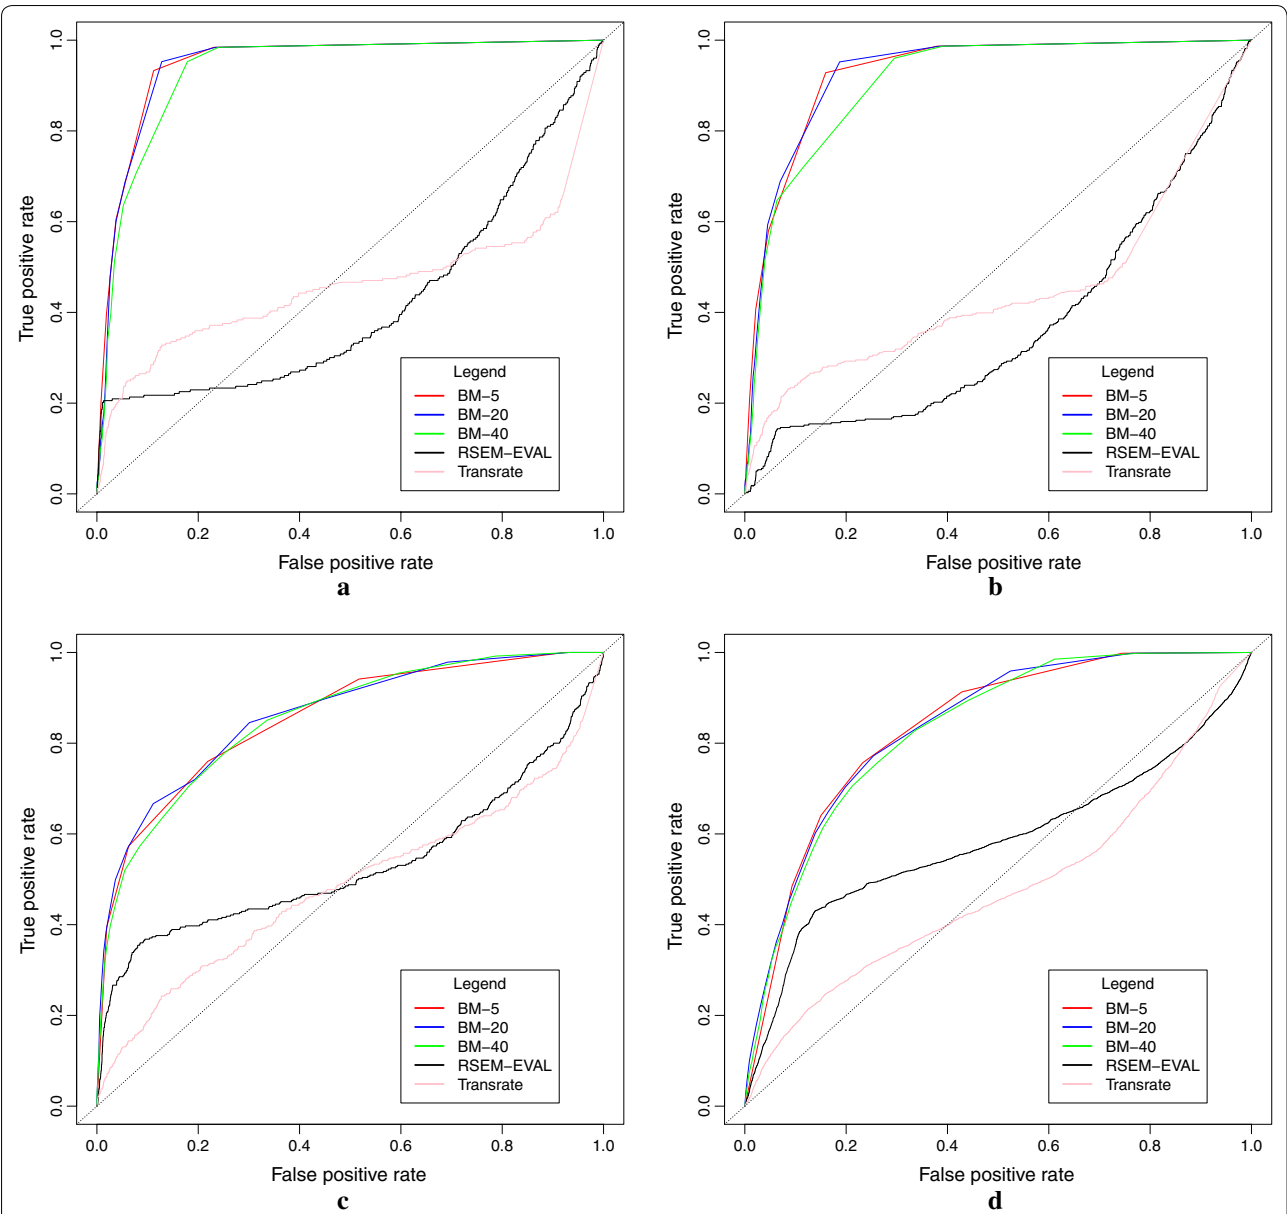 True positive rate
1.0
0.8
0.6
0.4
0.2
0.0
Legend
BM−5
BM−20
BM−40
RSEM−EVAL
Transrate
0.0 0.2 0.4 0.6 0.8 1.0
False positive rate
a
True positive rate
1.0
0.8
0.6
0.4
0.2
0.0
Legend
BM−5
BM−20
BM−40
RSEM−EVAL
Transrate
0.0 0.2 0.4 0.6 0.8 1.0
False positive rate
b
True positive rate
1.0
0.8
0.6
0.4
0.2
0.0
Legend
BM−5
BM−20
BM−40
RSEM−EVAL
Transrate
0.0 0.2 0.4 0.6 0.8 1.0
False positive rate
c
True positive rate
1.0
0.8
0.6
0.4
0.2
0.0
Legend
BM−5
BM−20
BM−40
RSEM−EVAL
Transrate
0.0 0.2 0.4 0.6 0.8 1.0
False positive rate
d